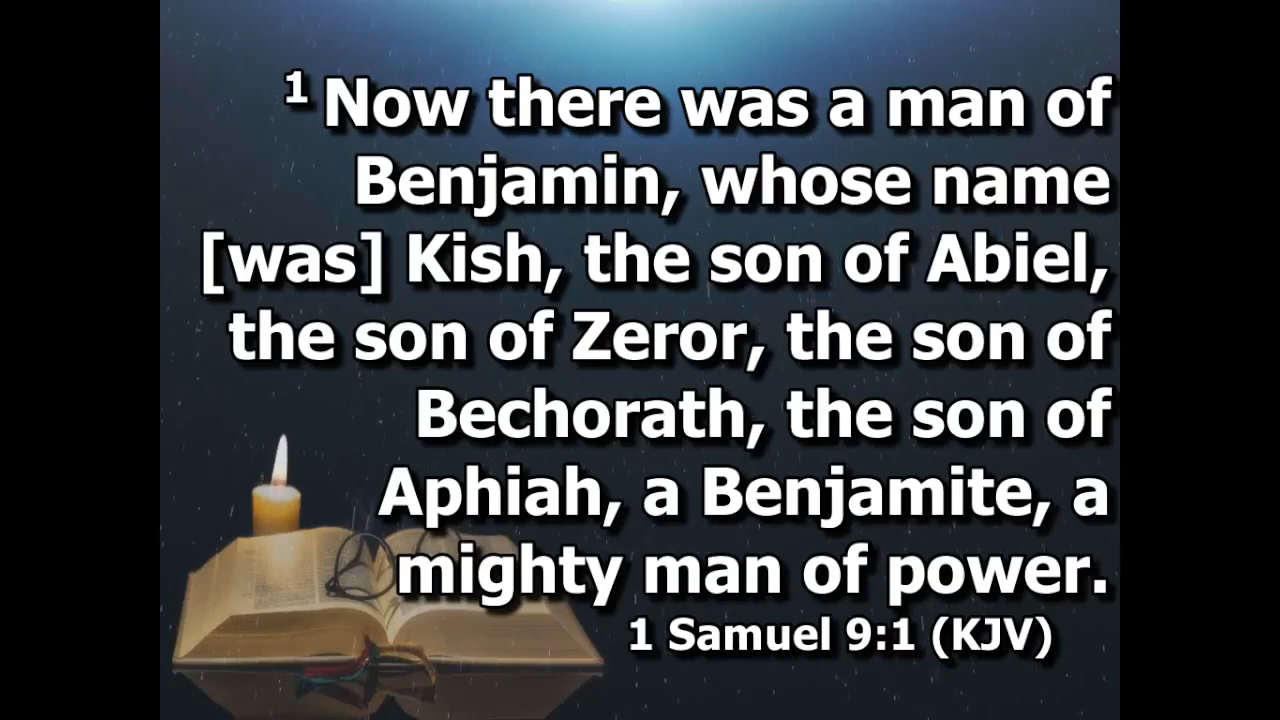 1 Now there was a man of
Benjamin, whose name
[was] Kish, the son of Abiel,
the son of Zeror, the son of
Bechorath, the son of
Aphiah, a Benjamite, a
mighty man of power.
1 Samuel 9:1 (KJV)